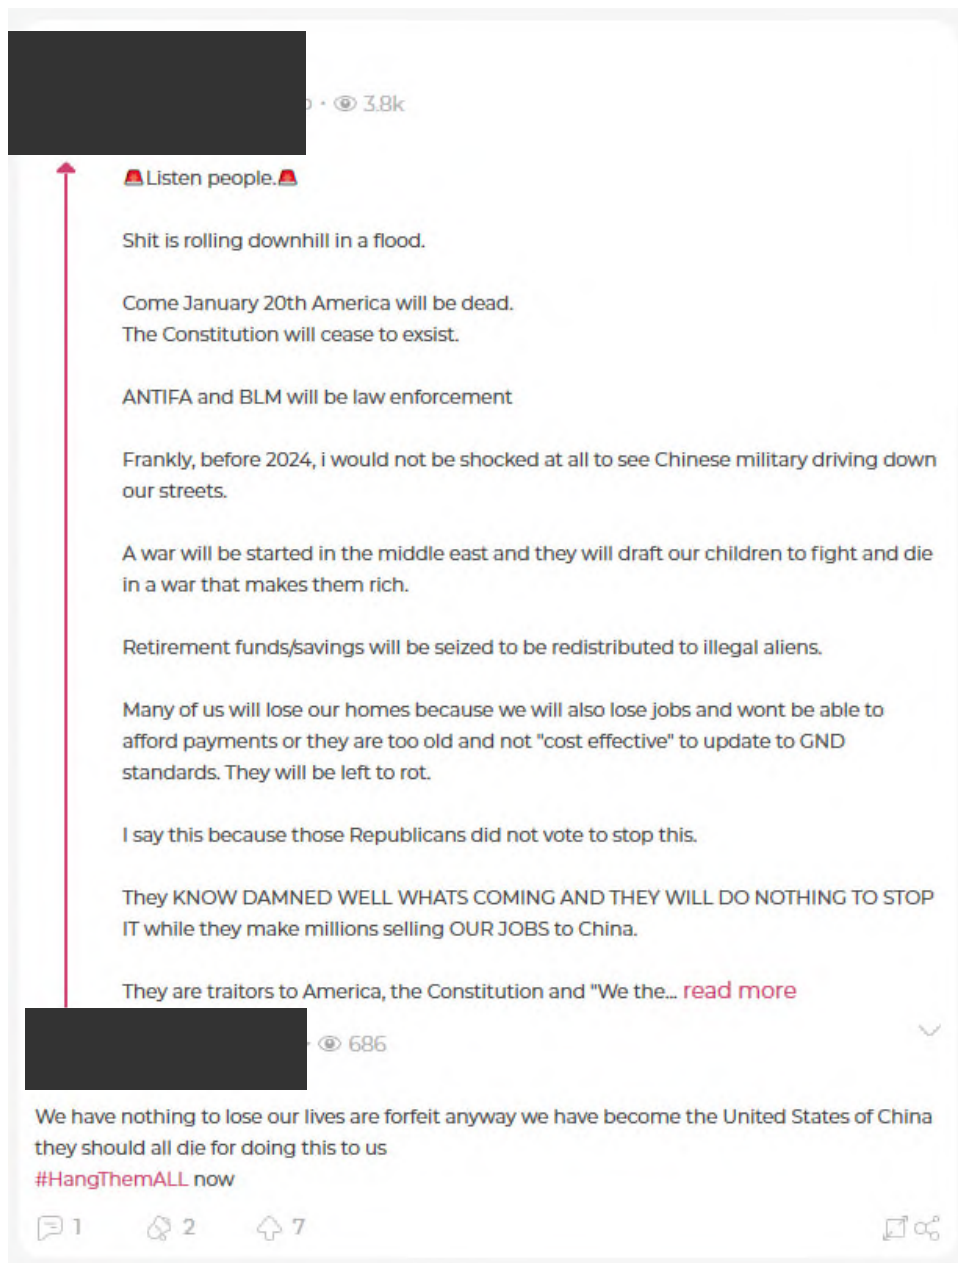 3.8k
Listen people.
Shit is rolling downhill in a flood.
Come January 20th America will be dead.
The Constitution will cease to exsist.
ANTIFA and BLM will be law enforcement
Frankly, before 2024, i would not be shocked at all to see Chinese military driving down
our streets.
A war will be started in the middle east and they will draft our children to fight and die
in a war that makes them rich.
Retirement funds/savings will be seized to be redistributed to illegal aliens.
Many of us will lose our homes because we will also lose jobs and wont be able to
afford payments or they are too old and not "cost effective" to update to GND
standards. They will be left to rot.
I say this because those Republicans did not vote to stop this.
They KNOW DAMNED WELL WHATS COMING AND THEY WILL DO NOTHING TO STOP
IT while they make millions selling OUR JOBS to China.
They are traitors to America, the Constitution and "We the... read more
686
We have nothing to lose our lives are forfeit anyway we have become the United States of China
they should all die for doing this to us
#HangThemALL now
1 2 7